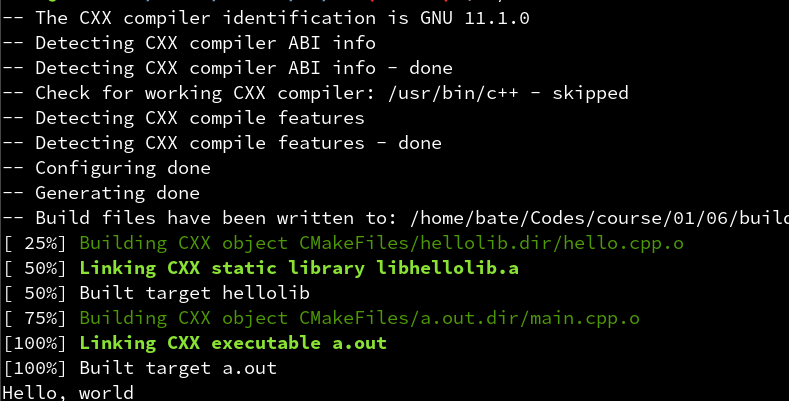 -- The CXX compiler identification is GNU 11.1.0
-- Detecting CXX compiler ABI info
-- Detecting CXX compiler ABI info - done
-- Check for working CXX compiler: /usr/bin/c++ - skipped
-- Detecting CXX compile features
-- Detecting CXX compile features - done
-- Configuring done
-- Generating done
-- Build files have been written to: /home/bate/Codes/course/01/06/build
[ 25%] Building CXX object CMakeFiles/hellolib.dir/hello.cpp.o
[ 50%] Linking CXX static library libhellolib.a
[ 50%] Built target hellolib
[ 75%] Building CXX object CMakeFiles/a.out.dir/main.cpp.o
[100%] Linking CXX executable a.out
[100%] Built target a.out
Hello, world